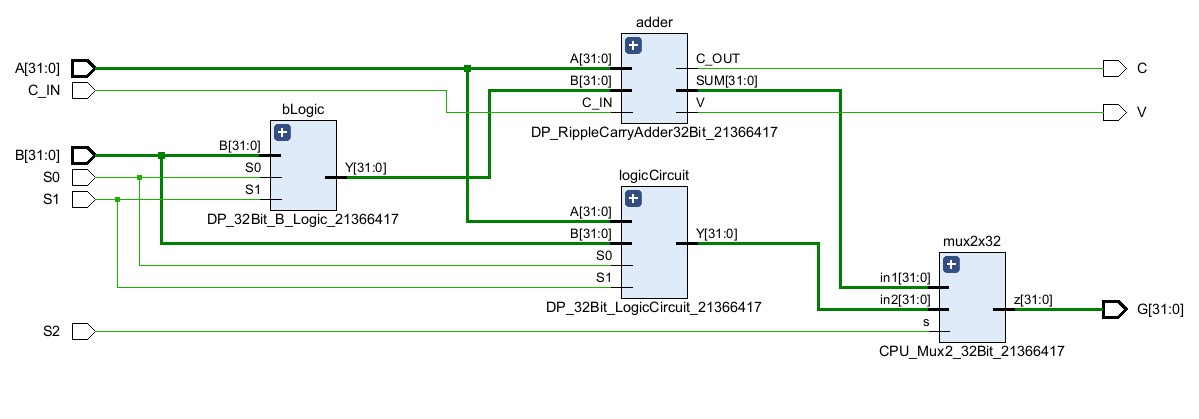 adder
A[31:0]
A[31:0]
C_OUT
C
C_IN
B[31:0]
SUM[31:0]
bLogic
C_IN
V
V
DP_RippleCarryAdder32Bit_21366417
B[31:0]
B[31:0]
S0
S0
Y[31:0]
logicCircuit
S1
S1
DP_32Bit_B_Logic_21366417
A[31:0]
B[31:0]
Y[31:0]
S0
S1
mux2x32
DP_32Bit_LogicCircuit_21366417
in1[31:0]
in2[31:0]
z[31:0]
G[31:0]
S2
s
CPU_Mux2_32Bit_21366417